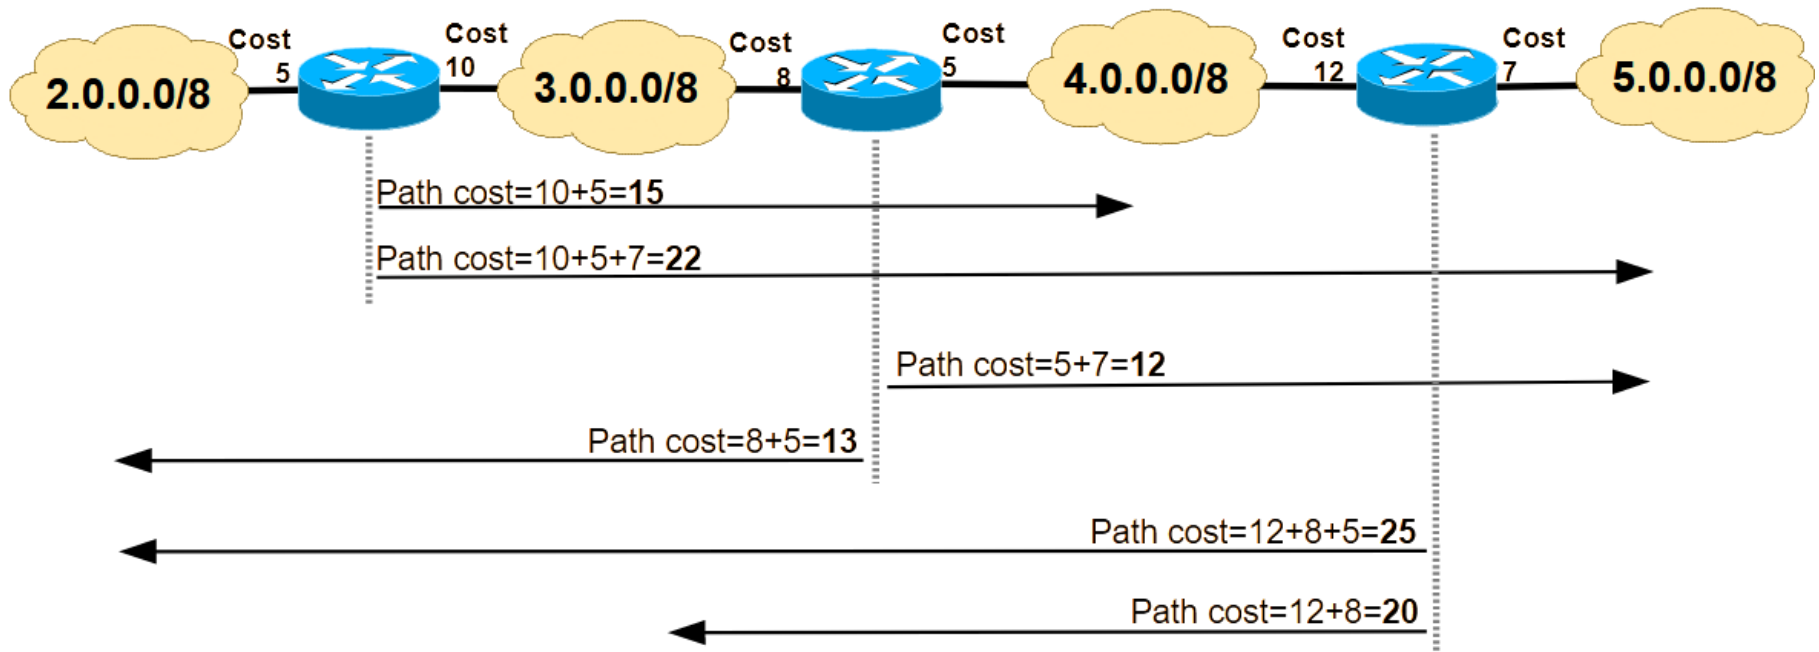 Cost
5
Cost
10
Cost
8
Cost
5
Cost
12
Cost
7
2.0.0.0/8
3.0.0.0/8
4.0.0.0/8
5.0.0.0/8
Path cost=10+5=15
Path cost=10+5+7=22
Path cost=5+7=12
Path cost=8+5=13
Path cost=12+8+5=25
Path cost=12+8=20